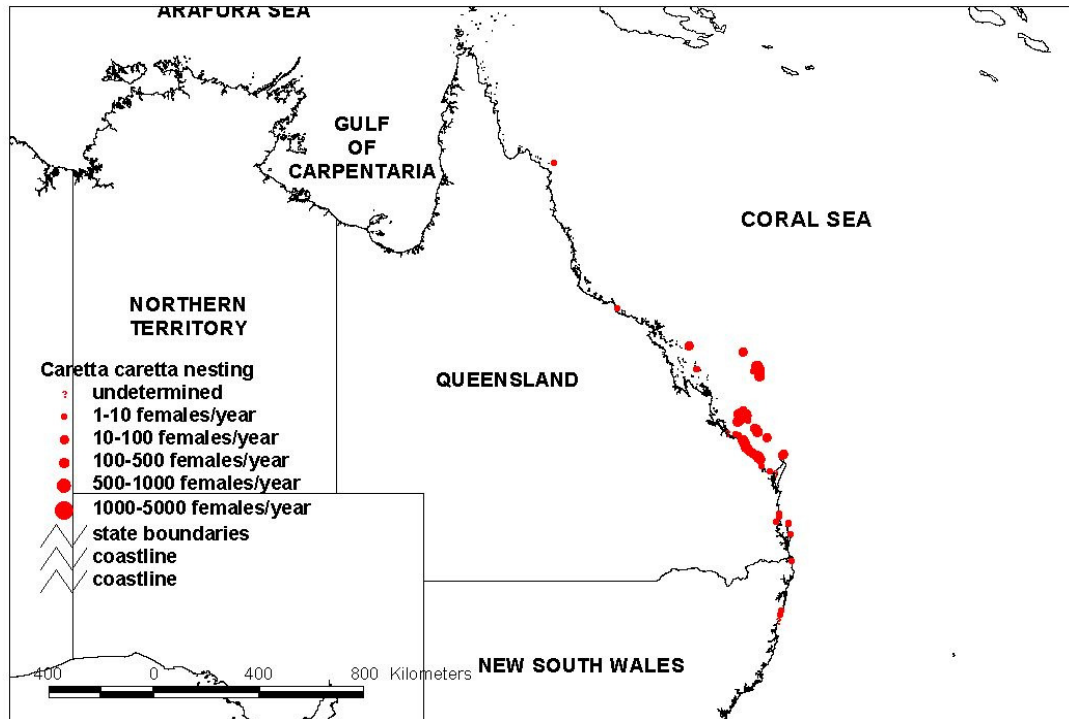 ARAFURA SEA
GULF
OF
CARPENTARIA
CORAL SEA
NORTHERN
TERRITORY
QUEENSLAND
Caretta caretta nesting
? undetermined
1-10 females/year
10-100 females/year
100-500 females/year
500-1000 females/year
1000-5000 females/year
state boundaries
coastline
coastline
NEW SOUTH WALES
400 0 400 800 Kilometers